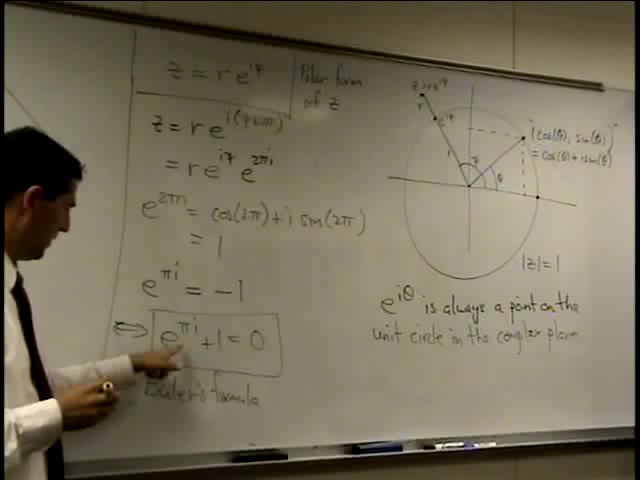 z = re^{iφ}
Polar form
of z
z = re^{i(φ+2π)}
= re^{iφ} e^{2πi}
e^{2πi} = cos(2π) + i sin(2π)
= 1
e^{πi} = -1
⇔ e^{πi} + 1 = 0
Euler's formula
z = re^{iφ}
r
e^{iφ}
1
φ
θ
"(cos(θ), sin(θ))"
= cos(θ) + i sin(θ)
|z| = 1
e^{iθ} is always a point on the
unit circle in the complex plane